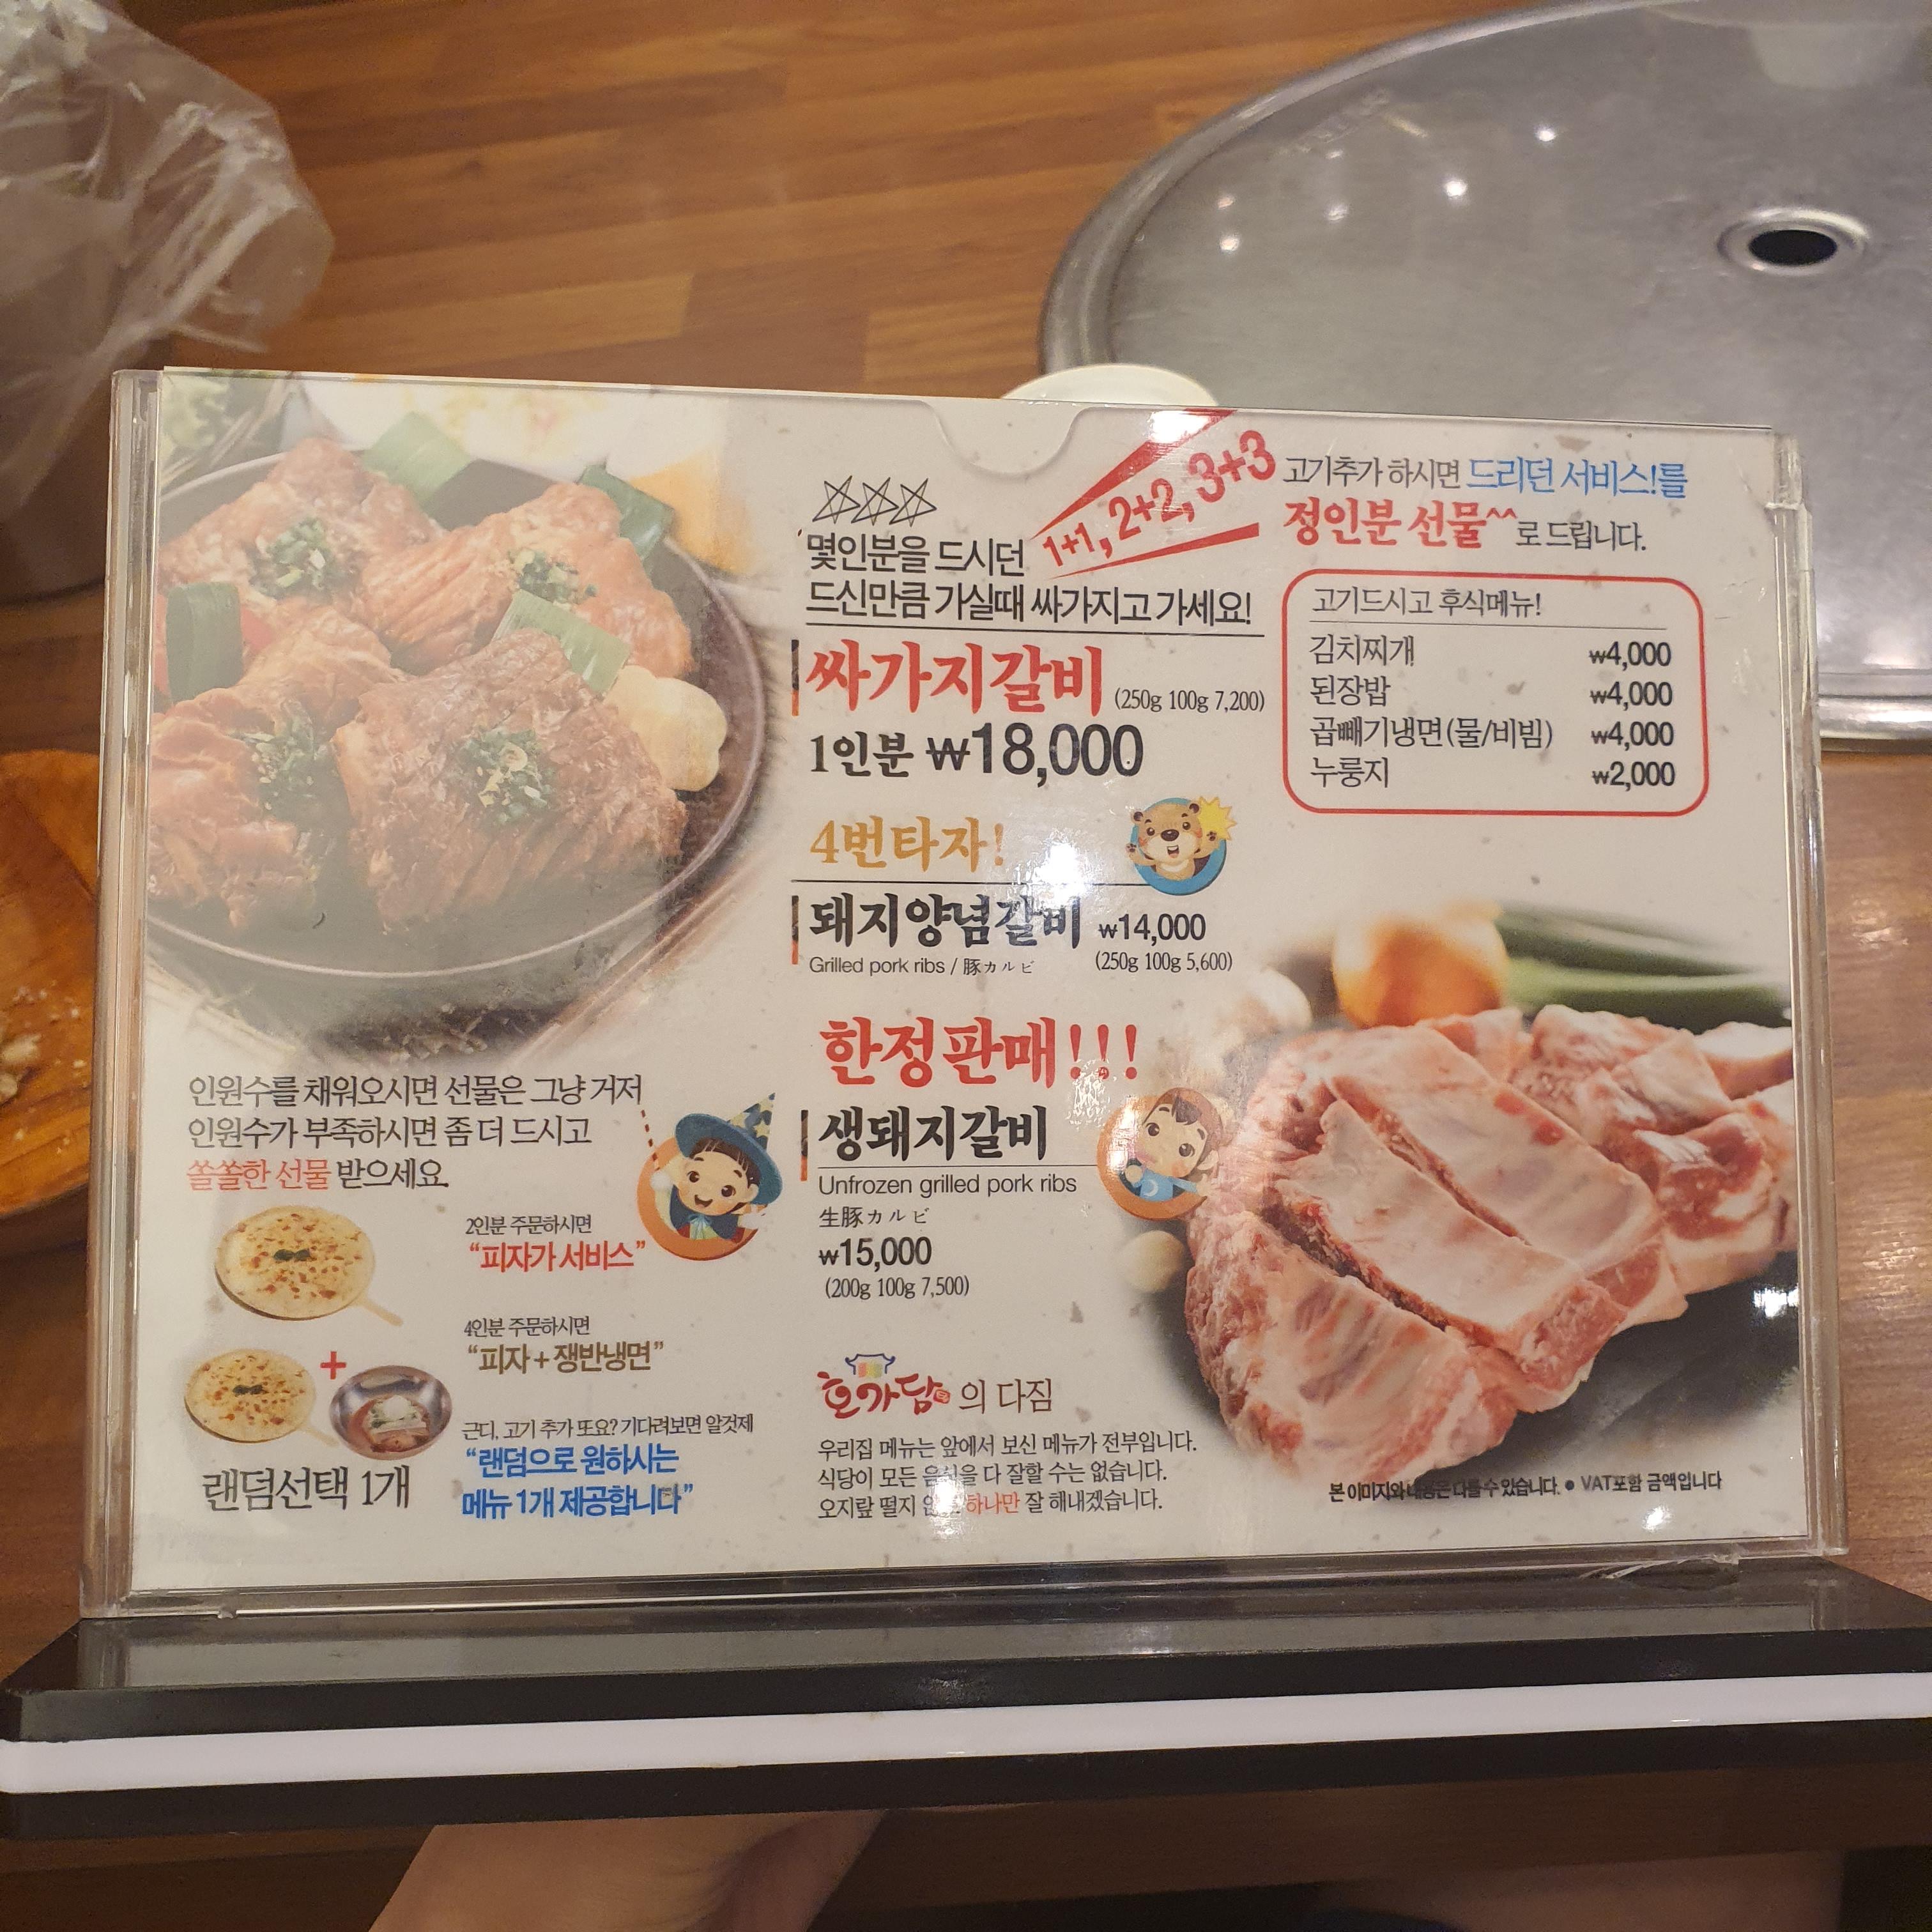 1+1, 2+2, 3+3
몇인분을 드시던
드신만큼 가실때 싸가지고 가세요!
싸가지갈비 (250g 100g 7,200)
1인분 ₩18,000
4번타자!
돼지양념갈비 ₩14,000
Grilled pork ribs / 豚カルビ (250g 100g 5,600)
한정판매!!!
생돼지갈비
Unfrozen grilled pork ribs
生豚カルビ
₩15,000
(200g 100g 7,500)
호가담 의 다짐
우리집 메뉴는 앞에서 보신 메뉴가 전부입니다.
식당이 모든 음식을 다 잘할 수는 없습니다.
오지랖 떨지 하나만 잘 해내겠습니다.
고기추가 하시면 드리던 서비스!를
정인분 선물^^로 드립니다.
고기드시고 후식메뉴!
김치찌개 ₩4,000
된장밥 ₩4,000
곱빼기냉면(물/비빔) ₩4,000
누룽지 ₩2,000
본 이미지와 내용은 다를수 있습니다. ● VAT포함 금액입니다
인원수를 채워오시면 선물은 그냥 거저
인원수가 부족하시면 좀 더 드시고
쏠쏠한 선물 받으세요.
2인분 주문하시면
“피자가 서비스”
4인분 주문하시면
“피자 + 쟁반냉면”
+
랜덤선택 1개
근디, 고기 추가 또요? 기다려보면 알것제
“랜덤으로 원하시는
메뉴 1개 제공합니다”